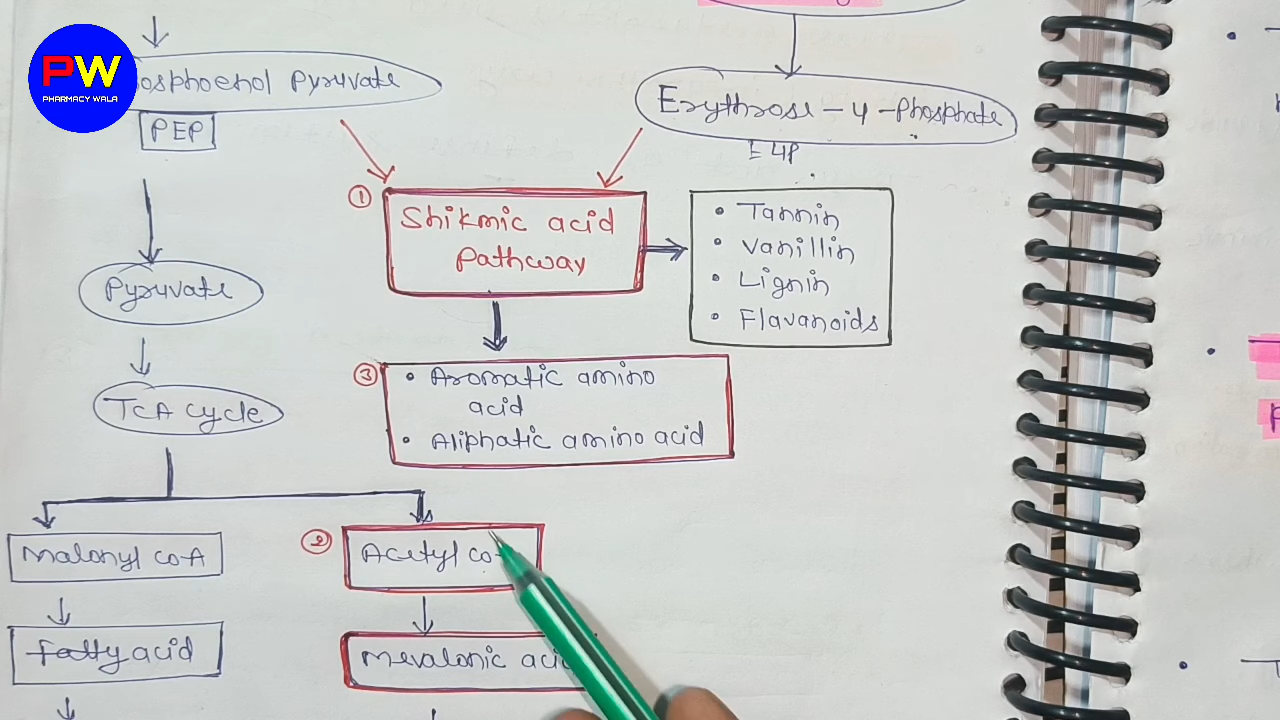 PW
PHARMACY WALA
osphoenol Pyruvate
PEP
Erythrose-4-Phosphate
E4P
①
Shikmic acid
Pathway
• Tannin
• Vanillin
• Lignin
• Flavanoids
Pyruvate
③
• Aromatic amino
acid
• Aliphatic amino acid
TCA cycle
Malonyl co-A
②
Acetyl co-
fatty acid
Mevalonic aci